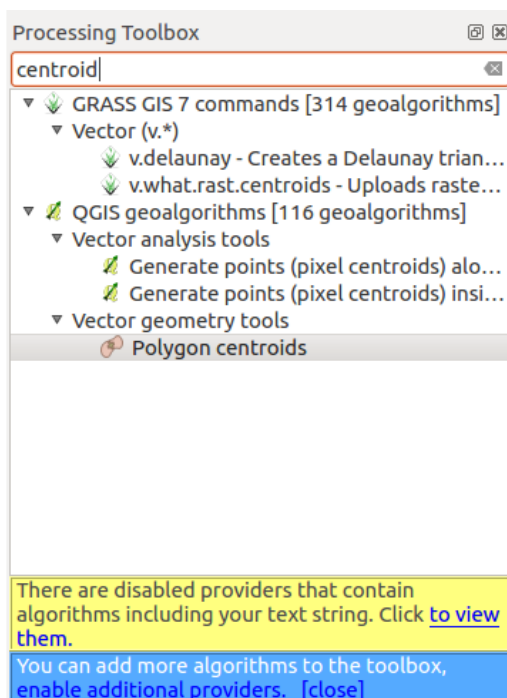 Processing Toolbox
centroid
GRASS GIS 7 commands [314 geoalgorithms]
Vector (v.*)
v.delaunay - Creates a Delaunay trian...
v.what.rast.centroids - Uploads raste...
QGIS geoalgorithms [116 geoalgorithms]
Vector analysis tools
Generate points (pixel centroids) alo...
Generate points (pixel centroids) insi...
Vector geometry tools
Polygon centroids
There are disabled providers that contain
algorithms including your text string. Click to view
them.
You can add more algorithms to the toolbox,
enable additional providers. [close]